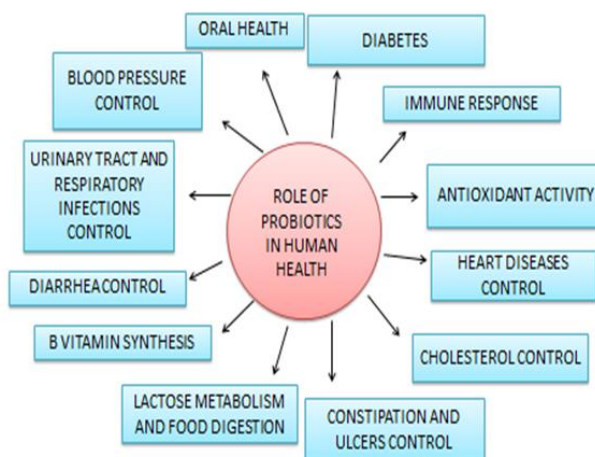 ORAL HEALTH
DIABETES
BLOOD PRESSURE
CONTROL
IMMUNE RESPONSE
URINARY TRACT AND
RESPIRATORY
INFECTIONS
CONTROL
ROLE OF
PROBIOTICS
IN HUMAN
HEALTH
ANTIOXIDANT ACTIVITY
HEART DISEASES
CONTROL
DIARRHEA CONTROL
B VITAMIN SYNTHESIS
CHOLESTEROL CONTROL
LACTOSE METABOLISM
AND FOOD DIGESTION
CONSTIPATION AND
ULCERS CONTROL